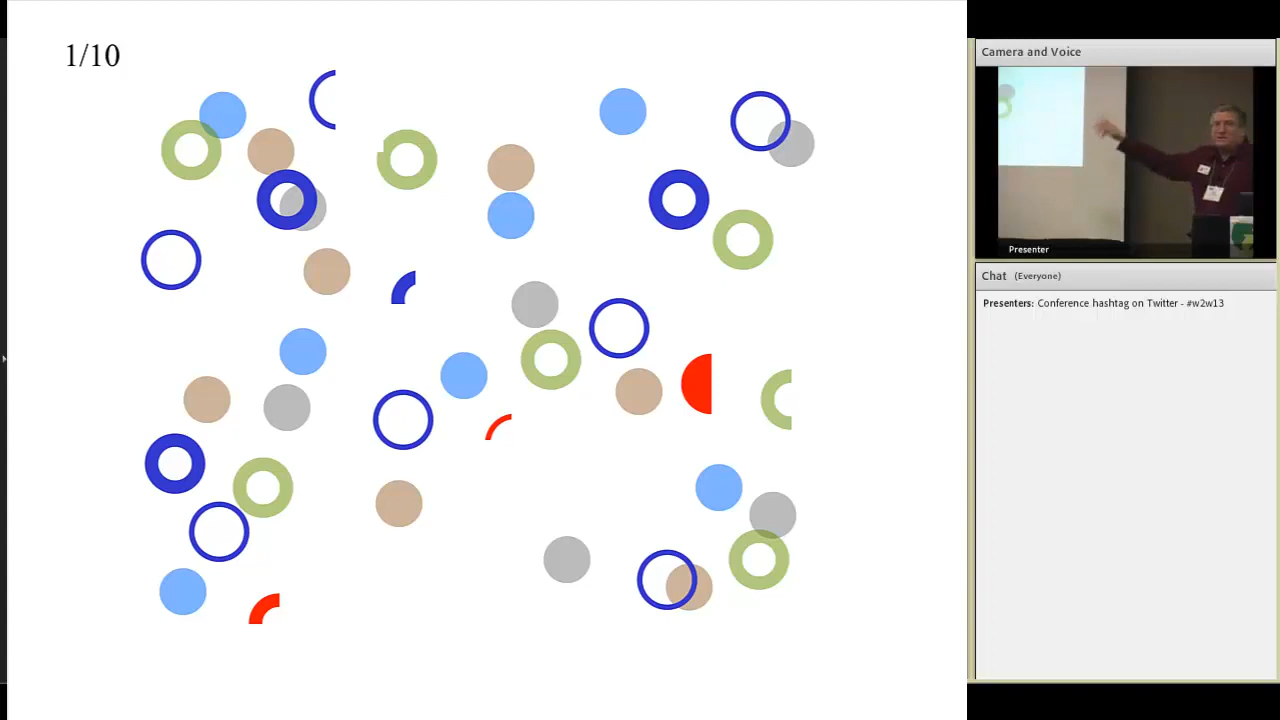 1/10
Camera and Voice
Presenter
Chat (Everyone)
Presenters: Conference hashtag on Twitter - #w2w13